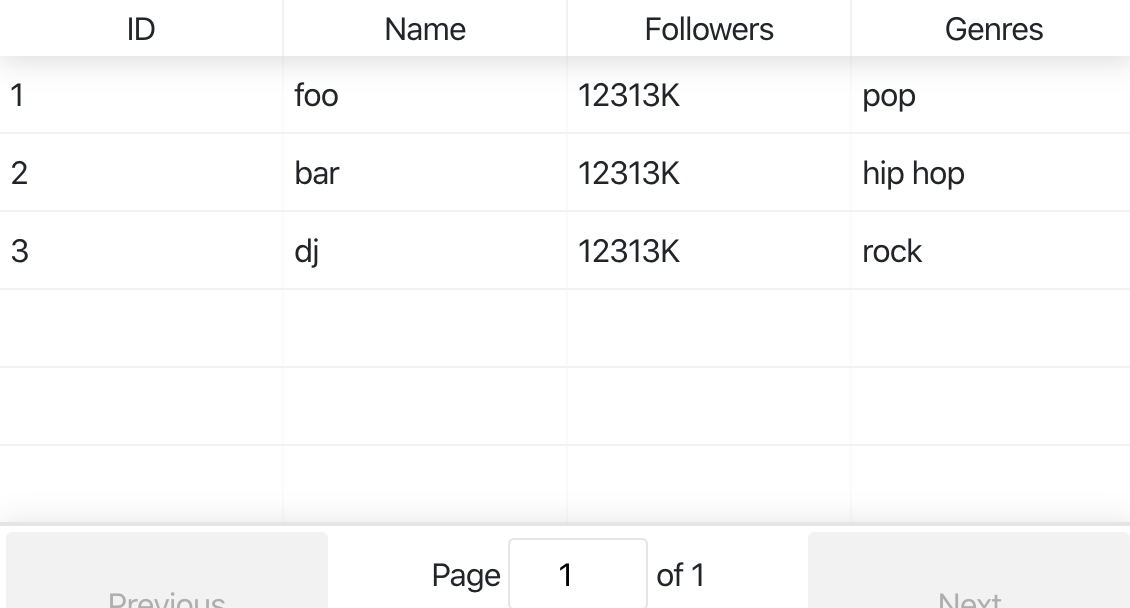 ID Name Followers Genres
1 foo 12313K pop
2 bar 12313K hip hop
3 dj 12313K rock
Previous Page 1 of 1 Next